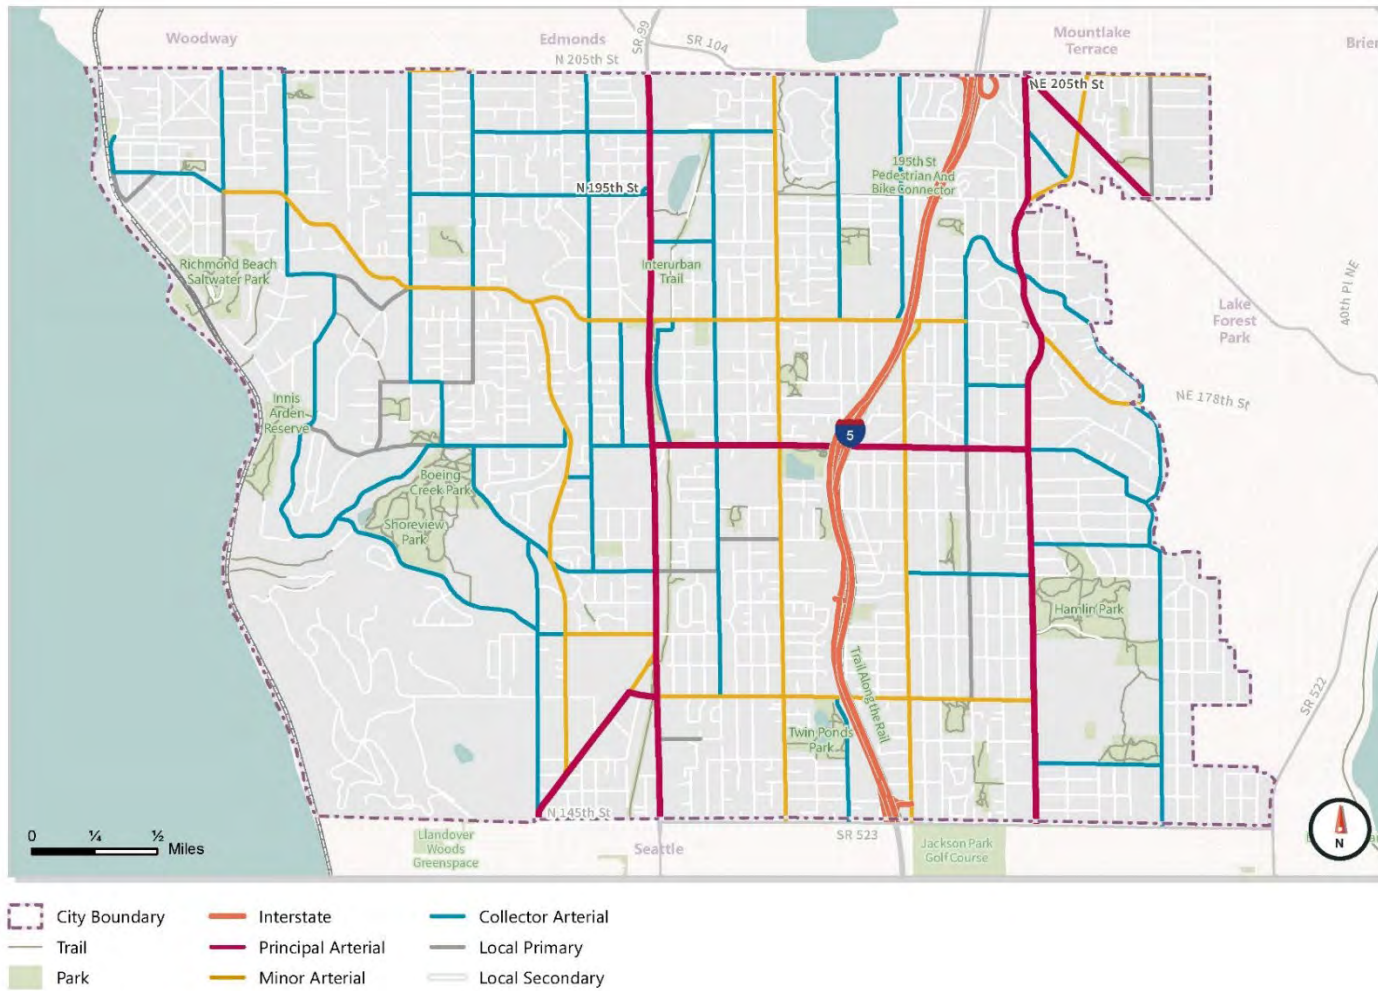 Woodway
Edmonds
SR 99
SR 104
N 205th St
Mountlake
Terrace
Brier
NE 205th St
195th St
Pedestrian And
Bike Connector
N 195th St
Richmond Beach
Saltwater Park
Interurban
Trail
40th Pl NE
Lake
Forest
Park
NE 178th St
Innis
Arden
Reserve
5
Boeing
Creek Park
Shoreview
Park
Hamlin Park
Trail Along the Rail
SR 522
Twin Ponds
Park
N 145th St
0 ¼ ½
Miles
Llandover
Woods
Greenspace
Seattle
SR 523
Jackson Park
Golf Course
N
City Boundary
Trail
Park
Interstate
Principal Arterial
Minor Arterial
Collector Arterial
Local Primary
Local Secondary